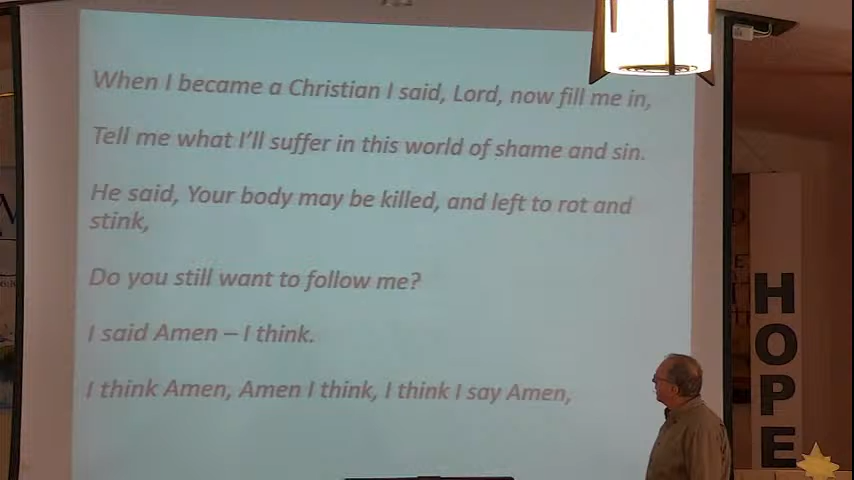 When I became a Christian I said, Lord, now fill me in,
Tell me what I'll suffer in this world of shame and sin.
He said, Your body may be killed, and left to rot and
stink,
Do you still want to follow me?
I said Amen – I think.
I think Amen, Amen I think, I think I say Amen,
HOPE